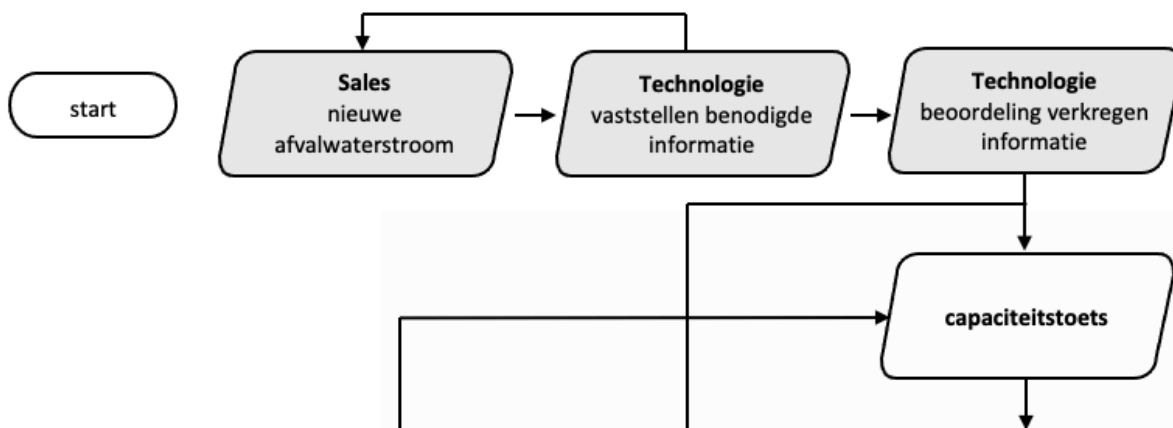 start
Sales
nieuwe
afvalwaterstroom
Technologie
vaststellen benodigde
informatie
Technologie
beoordeling verkregen
informatie
capaciteitstoets